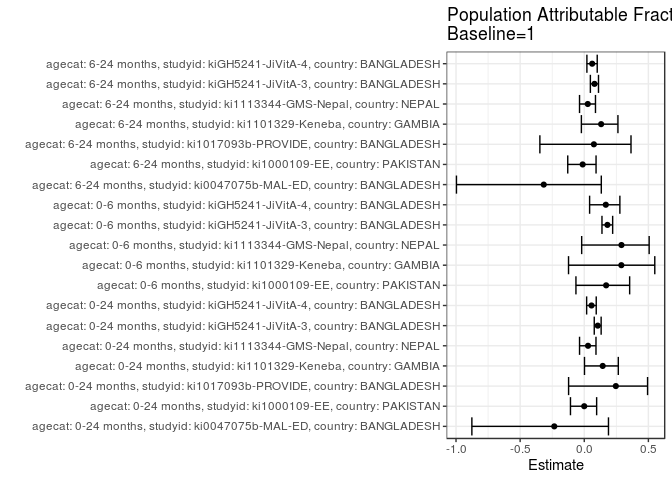 Population Attributable Fract
Baseline=1
agecat: 6-24 months, studyid: kiGH5241-JiVitA-4, country: BANGLADESH
agecat: 6-24 months, studyid: kiGH5241-JiVitA-3, country: BANGLADESH
agecat: 6-24 months, studyid: ki1113344-GMS-Nepal, country: NEPAL
agecat: 6-24 months, studyid: ki1101329-Keneba, country: GAMBIA
agecat: 6-24 months, studyid: ki1017093b-PROVIDE, country: BANGLADESH
agecat: 6-24 months, studyid: ki1000109-EE, country: PAKISTAN
agecat: 6-24 months, studyid: ki0047075b-MAL-ED, country: BANGLADESH
agecat: 0-6 months, studyid: kiGH5241-JiVitA-4, country: BANGLADESH
agecat: 0-6 months, studyid: kiGH5241-JiVitA-3, country: BANGLADESH
agecat: 0-6 months, studyid: ki1113344-GMS-Nepal, country: NEPAL
agecat: 0-6 months, studyid: ki1101329-Keneba, country: GAMBIA
agecat: 0-6 months, studyid: ki1000109-EE, country: PAKISTAN
agecat: 0-24 months, studyid: kiGH5241-JiVitA-4, country: BANGLADESH
agecat: 0-24 months, studyid: kiGH5241-JiVitA-3, country: BANGLADESH
agecat: 0-24 months, studyid: ki1113344-GMS-Nepal, country: NEPAL
agecat: 0-24 months, studyid: ki1101329-Keneba, country: GAMBIA
agecat: 0-24 months, studyid: ki1017093b-PROVIDE, country: BANGLADESH
agecat: 0-24 months, studyid: ki1000109-EE, country: PAKISTAN
agecat: 0-24 months, studyid: ki0047075b-MAL-ED, country: BANGLADESH
-1.0 -0.5 0.0 0.5
Estimate